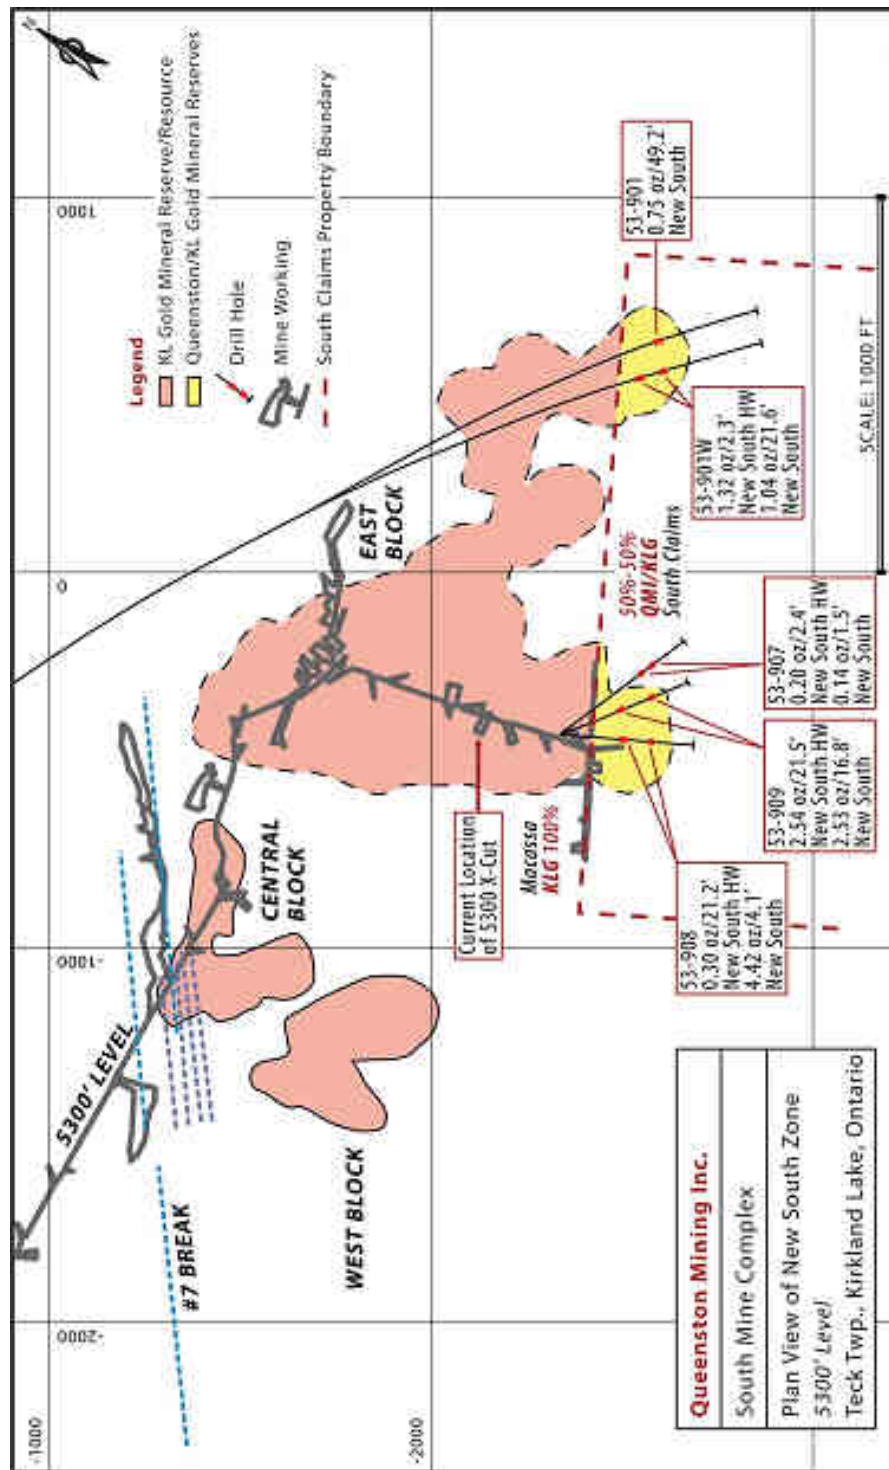 N
-1000
-2000
-2000
-1000
0
1000
Legend
KL Gold Mineral Reserve/Resource
Queenston/KL Gold Mineral Reserves
Drill Hole
Mine Working
South Claims Property Boundary
5300' LEVEL
#7 BREAK
WEST BLOCK
CENTRAL
BLOCK
EAST
BLOCK
Current Location
of 5300 X-Cut
Macassa
KLG 100%
50%-50%
QMI/KLG
South Claims
53-908
0.30 oz/21.2'
New South HW
4.42 oz/4.1'
New South
53-909
2.54 oz/21.5'
New South HW
2.53 oz/16.8'
New South
53-907
0.20 oz/2.4'
New South HW
0.14 oz/1.5'
New South
53-901W
1.32 oz/2.3'
New South HW
1.04 oz/21.6'
New South
53-901
0.75 oz/49.2'
New South
SCALE: 1000 FT
Queenston Mining Inc.
South Mine Complex
Plan View of New South Zone
5300' Level
Teck Twp., Kirkland Lake, Ontario